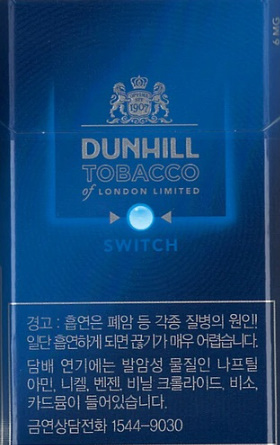 6 MG
1907
DUNHILL
TOBACCO
of LONDON LIMITED
SWITCH
경고 : 흡연은 폐암 등 각종 질병의 원인!
일단 흡연하게 되면 끊기가 매우 어렵습니다.
담배 연기에는 발암성 물질인 나프틸
아민, 니켈, 벤젠, 비닐 크롤라이드, 비소,
카드뮴이 들어있습니다.
금연상담전화 1544-9030